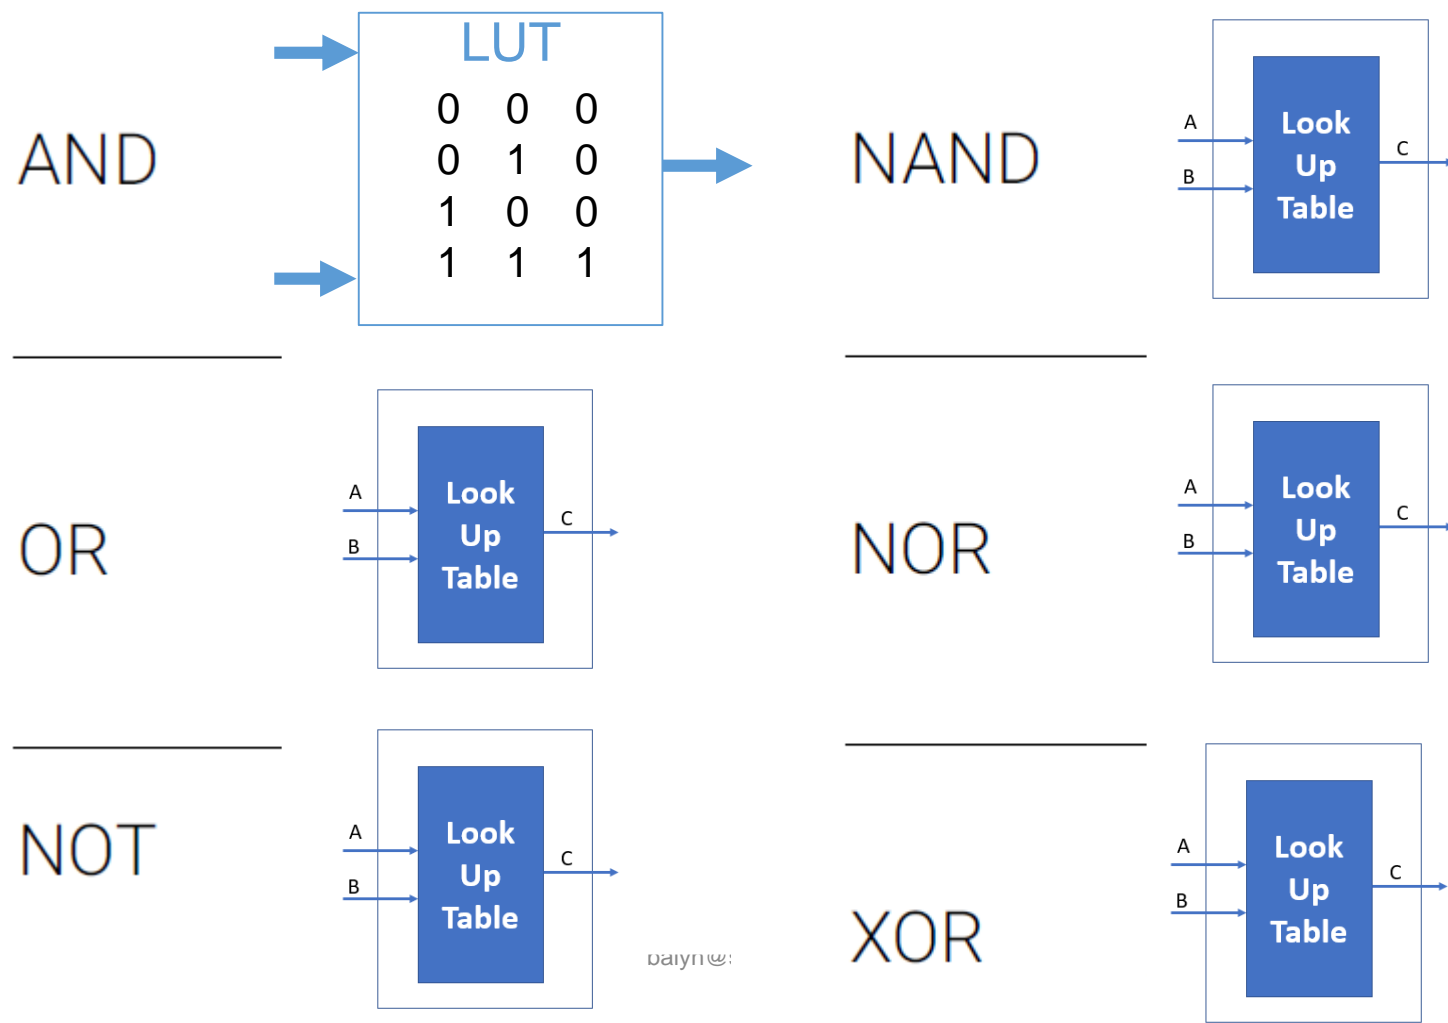 AND
LUT
0 0 0
0 1 0
1 0 0
1 1 1
NAND
A
B
Look
Up
Table
C
OR
A
B
Look
Up
Table
C
NOR
A
B
Look
Up
Table
C
NOT
A
B
Look
Up
Table
C
XOR
A
B
Look
Up
Table
C